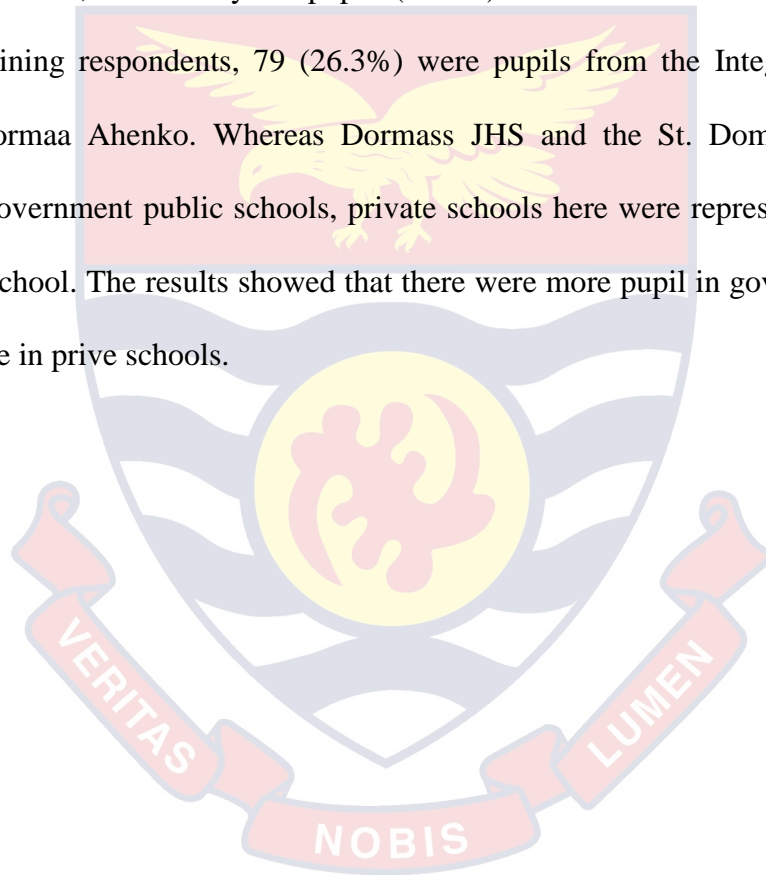 ining respondents, 79 (26.3%) were pupils from the Integ
ormaa Ahenko. Whereas Dormass JHS and the St. Dom
overnment public schools, private schools here were repres
chool. The results showed that there were more pupil in gov
e in prive schools.
VERITAS
NOBIS
LUMEN